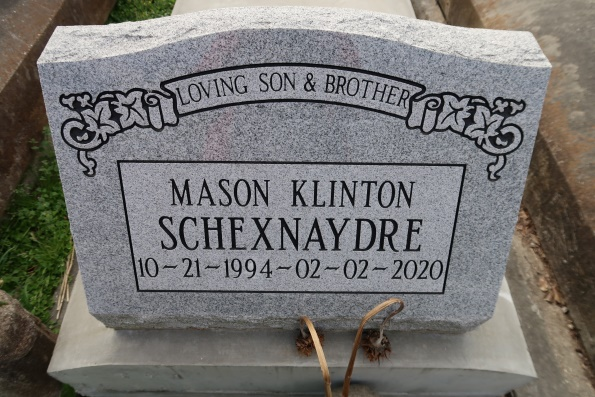 LOVING SON & BROTHER
MASON KLINTON
SCHEXNAYDRE
10-21-1994-02-02-2020